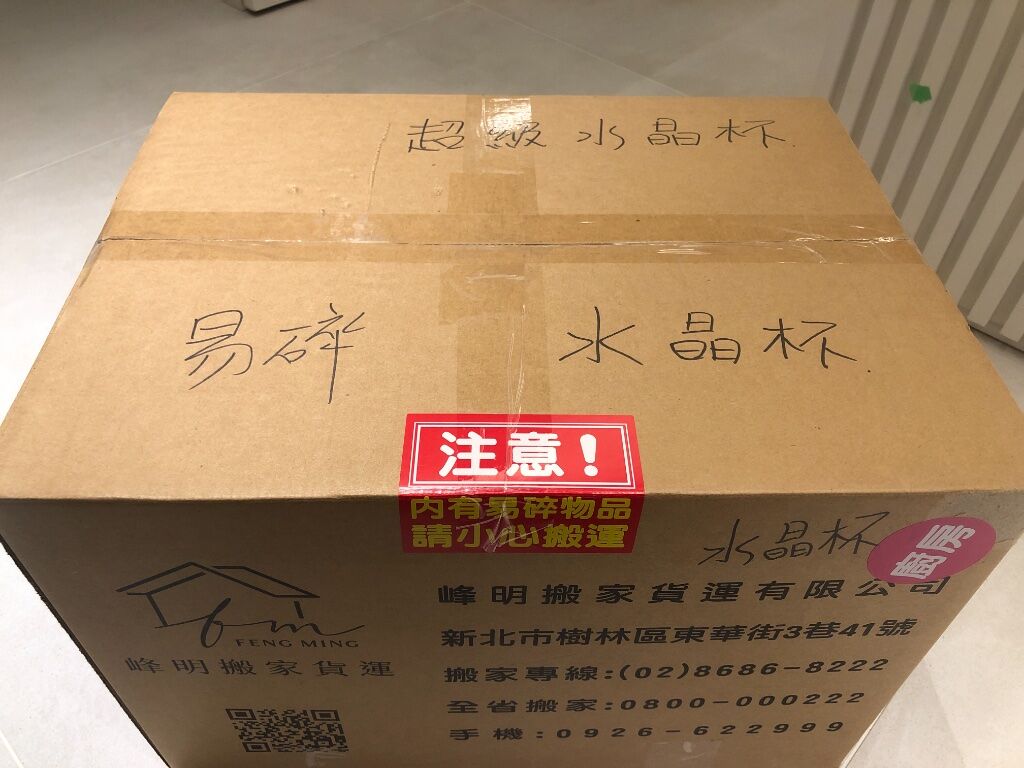 超級水晶杯
易碎 水晶杯
注意！
內有易碎物品
請小心搬運
水晶杯
廚房
fm
FENG MING
峰明搬家貨運
峰明搬家貨運有限公司
新北市樹林區東華街3巷41號
搬家專線:(02)8686-8222
全省搬家:0800-000222
手機:0926-622999